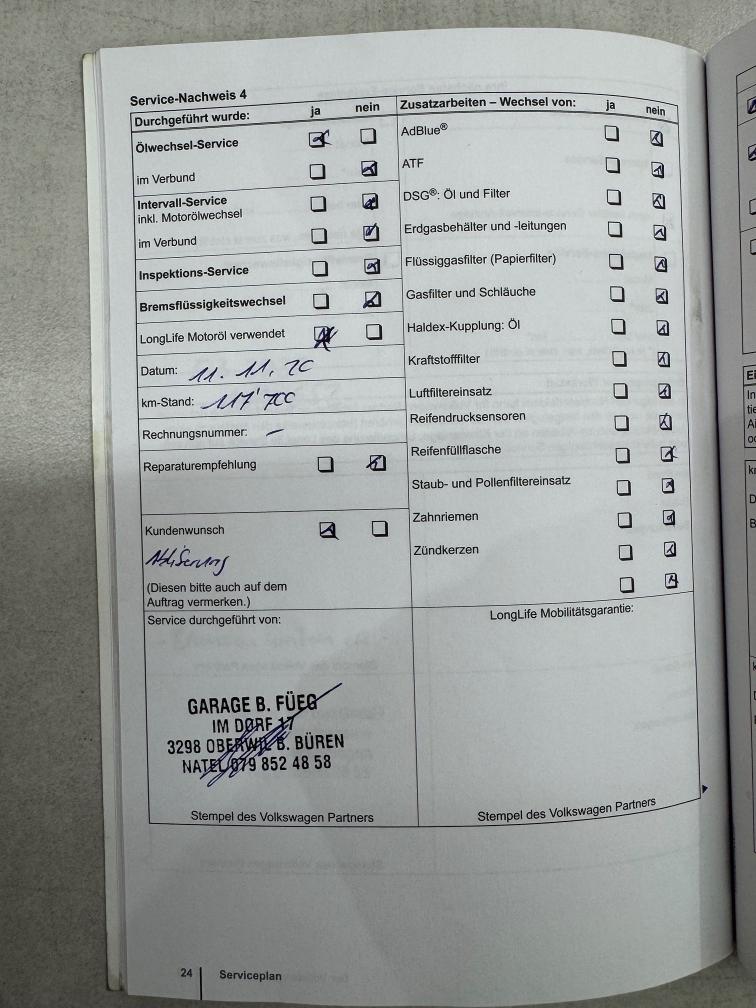 Service-Nachweis 4
Durchgeführt wurde: ja nein
Ölwechsel-Service
im Verbund
Intervall-Service
inkl. Motorölwechsel
im Verbund
Inspektions-Service
Bremsflüssigkeitswechsel
LongLife Motoröl verwendet
Datum: 11. 11. 20
km-Stand: 117'700
Rechnungsnummer: –
Reparaturempfehlung
Kundenwunsch
(Diesen bitte auch auf dem
Auftrag vermerken.)
Service durchgeführt von:
GARAGE B. FÜEG
IM DORF 17
3298 OBERWIL B. BÜREN
NATEL 079 852 48 58
Stempel des Volkswagen Partners
Zusatzarbeiten – Wechsel von: ja nein
AdBlue®
ATF
DSG®: Öl und Filter
Erdgasbehälter und -leitungen
Flüssiggasfilter (Papierfilter)
Gasfilter und Schläuche
Haldex-Kupplung: Öl
Kraftstofffilter
Luftfiltereinsatz
Reifendrucksensoren
Reifenfüllflasche
Staub- und Pollenfiltereinsatz
Zahnriemen
Zündkerzen
LongLife Mobilitätsgarantie:
Stempel des Volkswagen Partners
24 Serviceplan